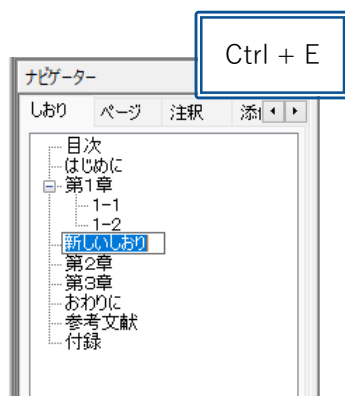 Ctrl + E
ナビゲーター
しおり ページ 注釈
目次
はじめに
第1章
1-1
1-2
新しいしおり
第2章
第3章
おわりに
参考文献
付録